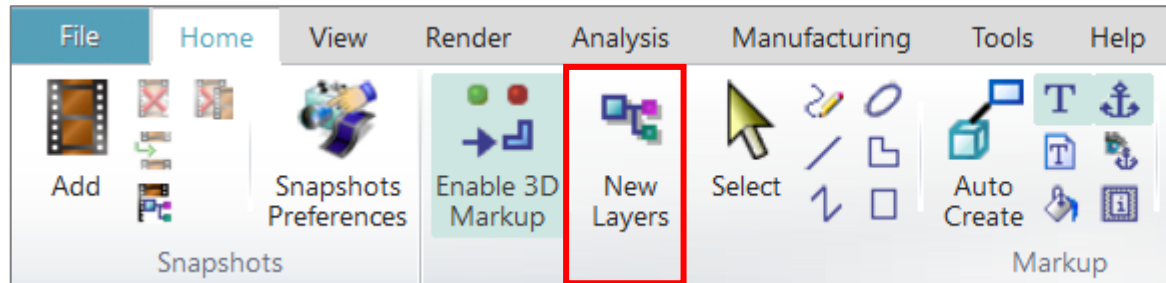 File Home View Render Analysis Manufacturing Tools Help
Add
Snapshots
Preferences
Enable 3D
Markup
New
Layers
Select
Auto
Create
T
T
i
Snapshots
Markup